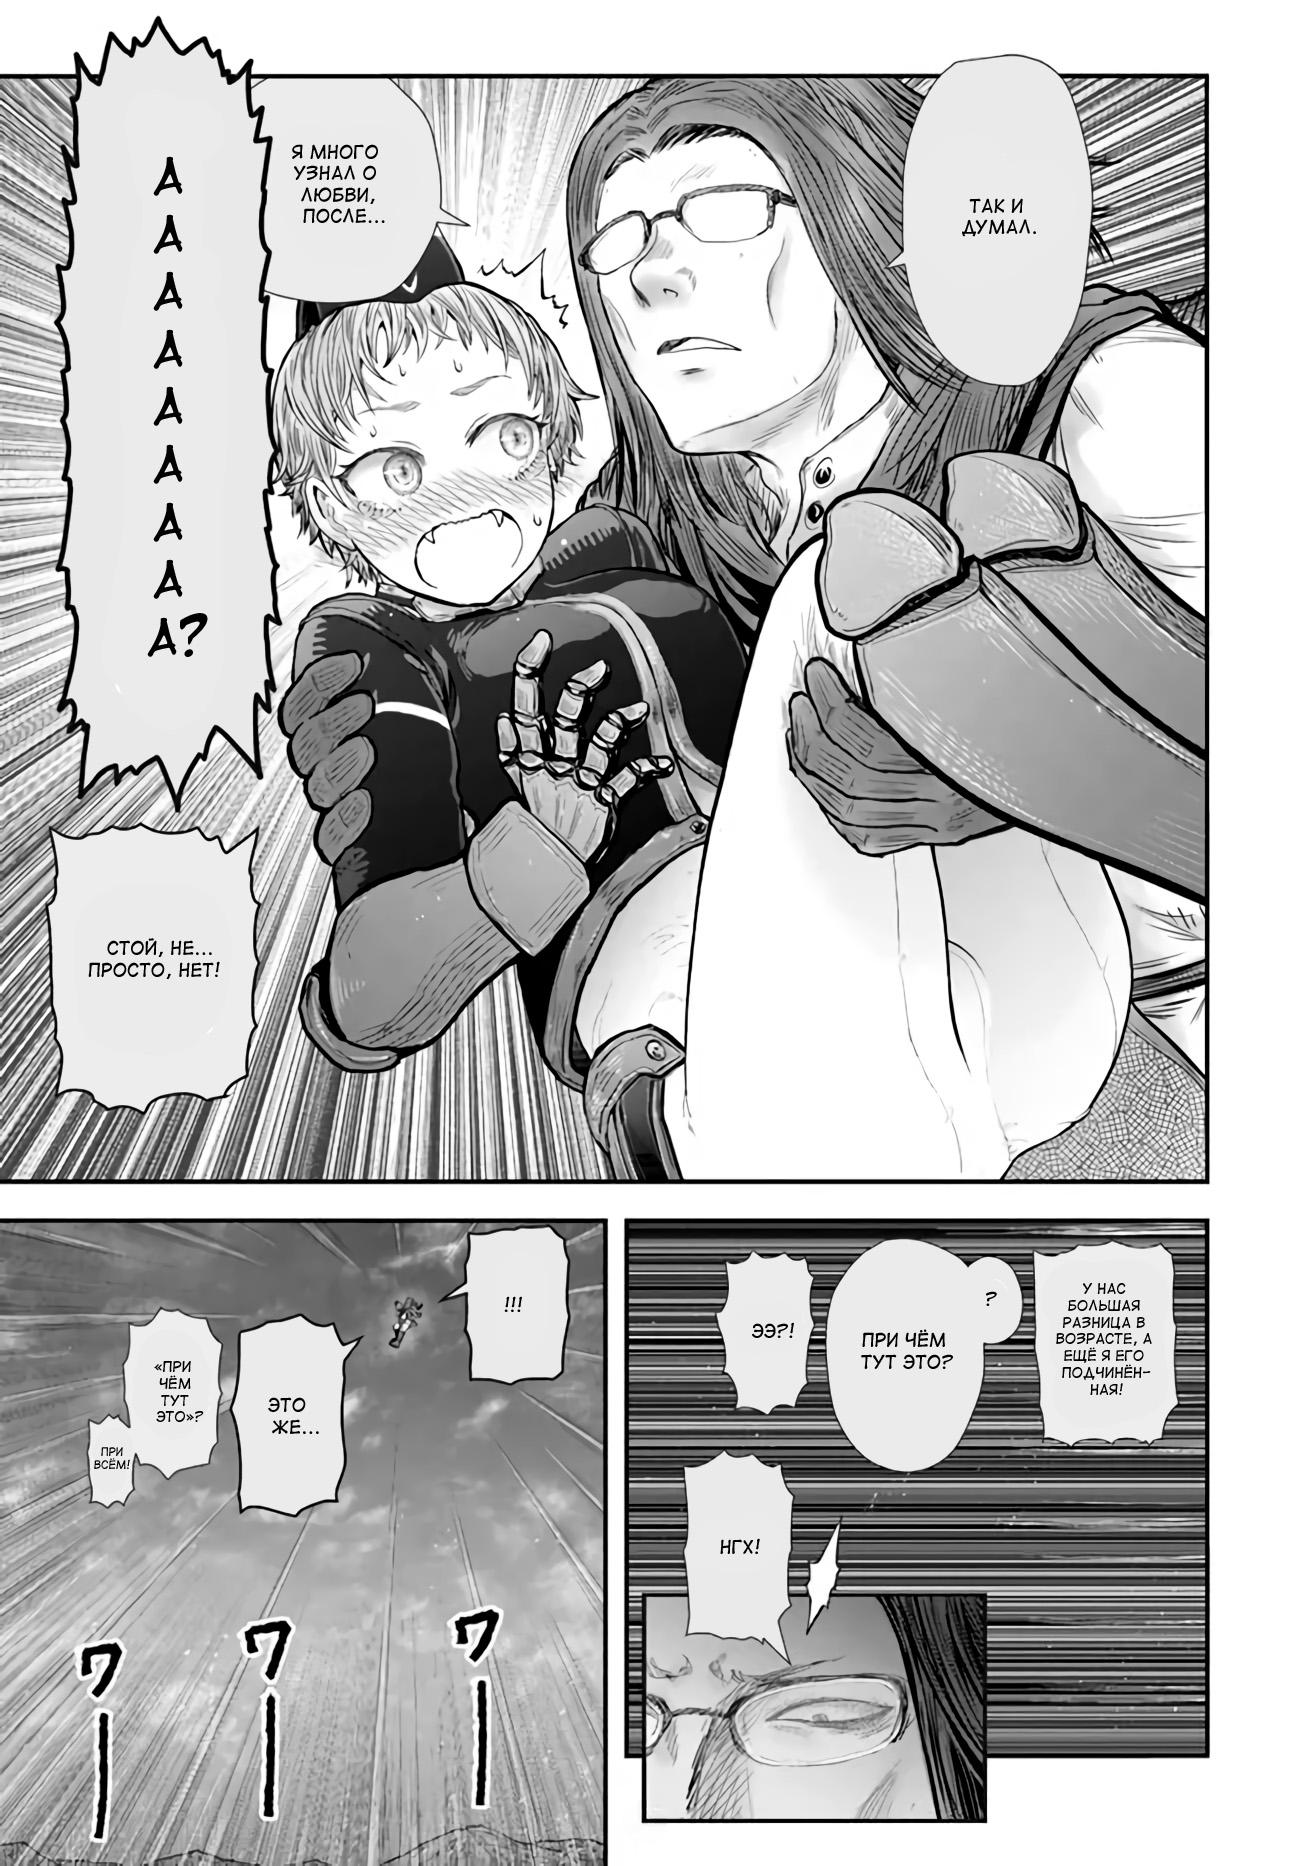 ТАК И
ДУМАЛ.
Я МНОГО
УЗНАЛ О
ЛЮБВИ,
ПОСЛЕ...
А
А
А
А
А
А
А
А
А?
СТОЙ, НЕ...
ПРОСТО, НЕТ!
У НАС
БОЛЬШАЯ
РАЗНИЦА В
ВОЗРАСТЕ, А
ЕЩЁ Я ЕГО
ПОДЧИНЁН-
НАЯ!
?
ПРИ ЧЁМ
ТУТ ЭТО?
ЭЭ?!
НГХ!
!!!
ЭТО
ЖЕ...
«ПРИ
ЧЁМ
ТУТ
ЭТО»?
ПРИ
ВСЁМ!
ワー
ワー
ワー